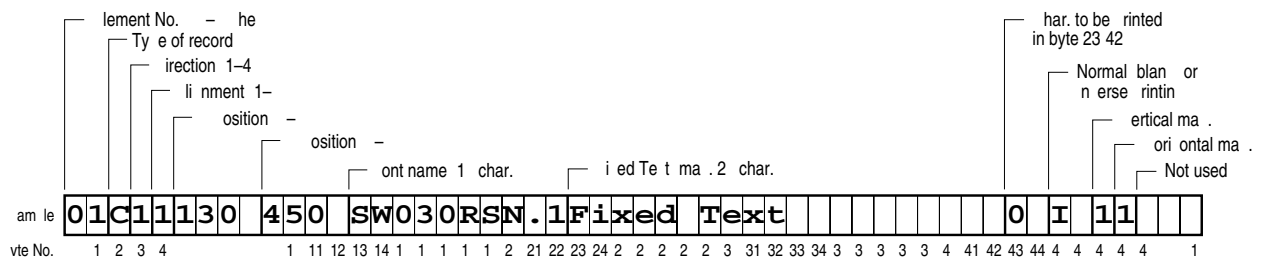 lement No. – he
har. to be rinted
Ty e of record
in byte 23 42
irection 1–4
Normal blan or
li nment 1–
n erse rintin
osition –
ertical ma .
osition –
ori ontal ma .
ont name 1 char.
i ed Te t ma . 2 char.
Not used
am le 01C11130 450 SW030RSN.1Fixed Text 0 I 11
yte No. 1 2 3 4 1 11 12 13 14 1 1 1 1 1 2 21 22 23 24 2 2 2 2 2 3 31 32 33 34 3 3 3 3 3 4 41 42 43 44 4 4 4 4 4 1